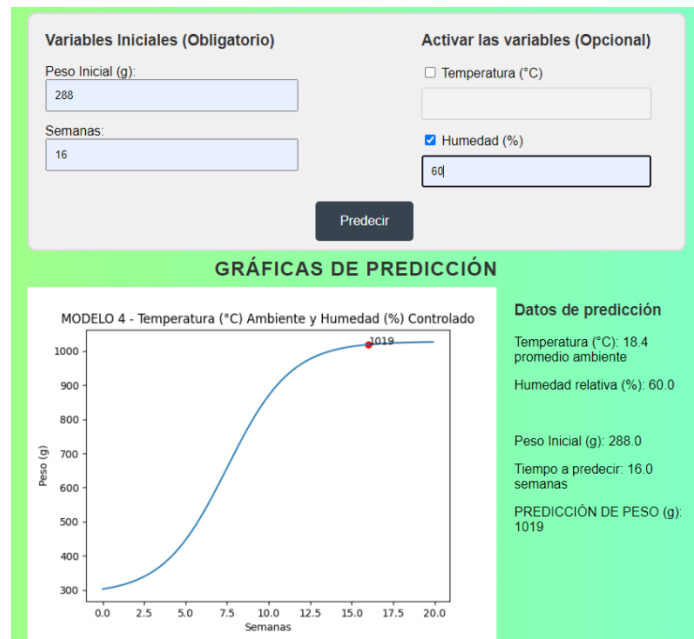 Variables Iniciales (Obligatorio)
Peso Inicial (g):
288
Semanas:
16
Activar las variables (Opcional)
Temperatura (°C)
Humedad (%)
60
Predecir
GRÁFICAS DE PREDICCIÓN
MODELO 4 - Temperatura (°C) Ambiente y Humedad (%) Controlado
1019
Peso (g)
1000
900
800
700
600
500
400
300
0.0 2.5 5.0 7.5 10.0 12.5 15.0 17.5 20.0
Semanas
Datos de predicción
Temperatura (°C): 18.4
promedio ambiente
Humedad relativa (%): 60.0
Peso Inicial (g): 288.0
Tiempo a predecir: 16.0
semanas
PREDICCIÓN DE PESO (g):
1019